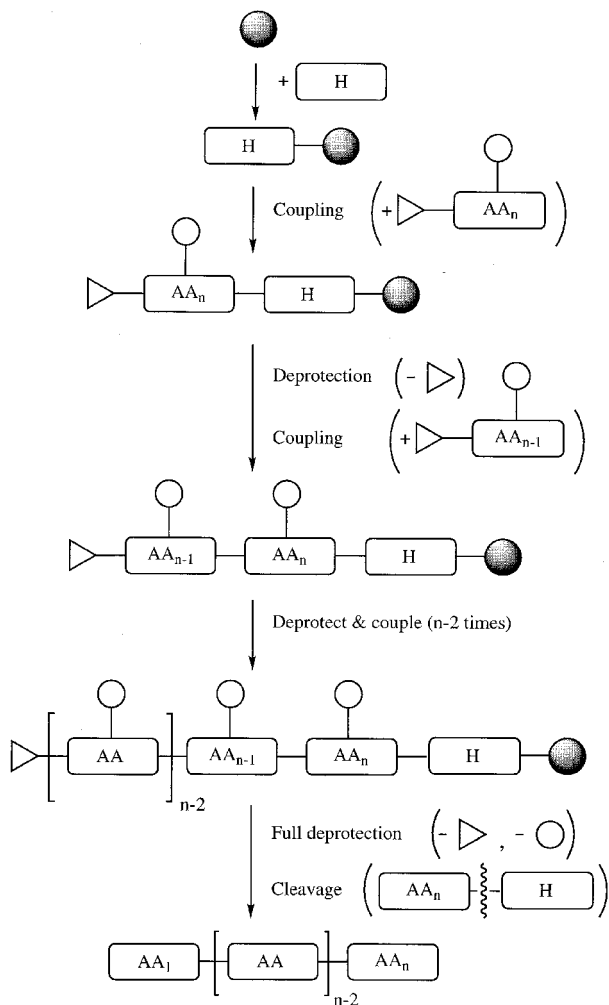 + H
H
Coupling ( + AAₙ )
AAₙ H
Deprotection ( - )
Coupling ( + AAₙ₋₁ )
AAₙ₋₁ AAₙ H
Deprotect & couple (n-2 times)
[ AA ]ₙ₋₂ AAₙ₋₁ AAₙ H
Full deprotection ( - , - )
Cleavage ( AAₙ H )
AA₁ [ AA ]ₙ₋₂ AAₙ